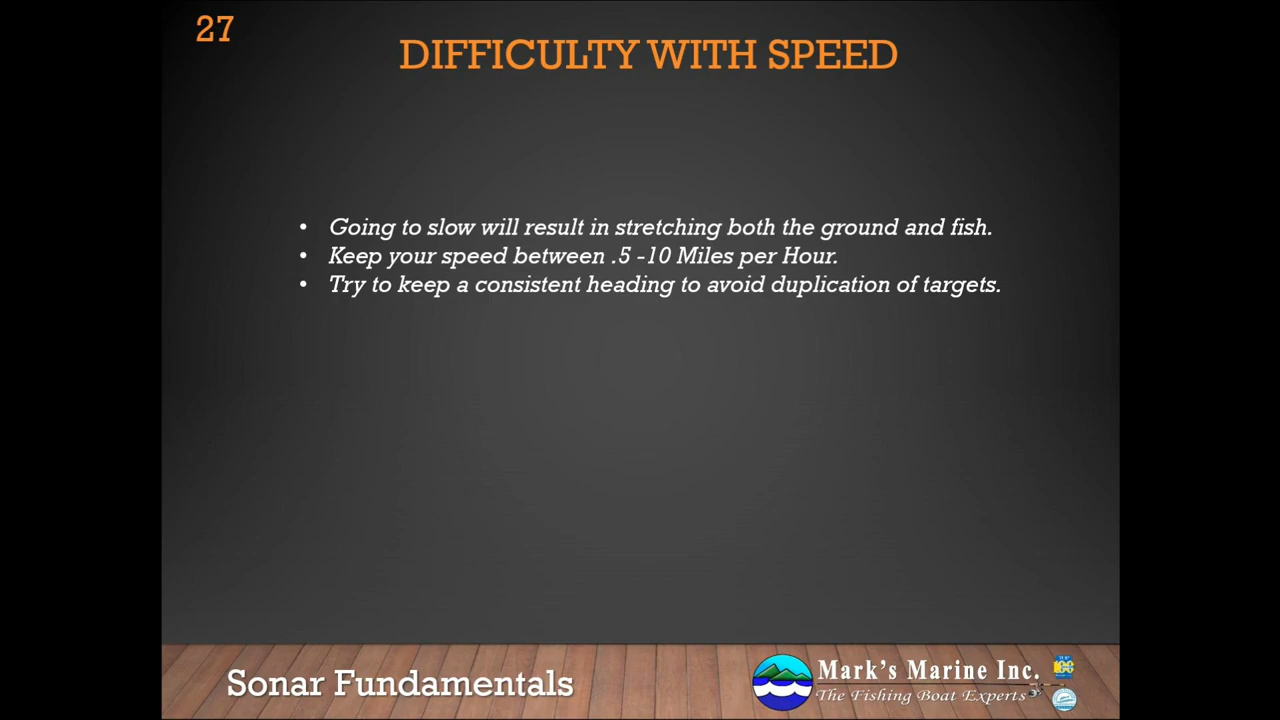 27
DIFFICULTY WITH SPEED
• Going to slow will result in stretching both the ground and fish.
• Keep your speed between .5 -10 Miles per Hour.
• Try to keep a consistent heading to avoid duplication of targets.
Sonar Fundamentals
Mark's Marine Inc.
The Fishing Boat Experts